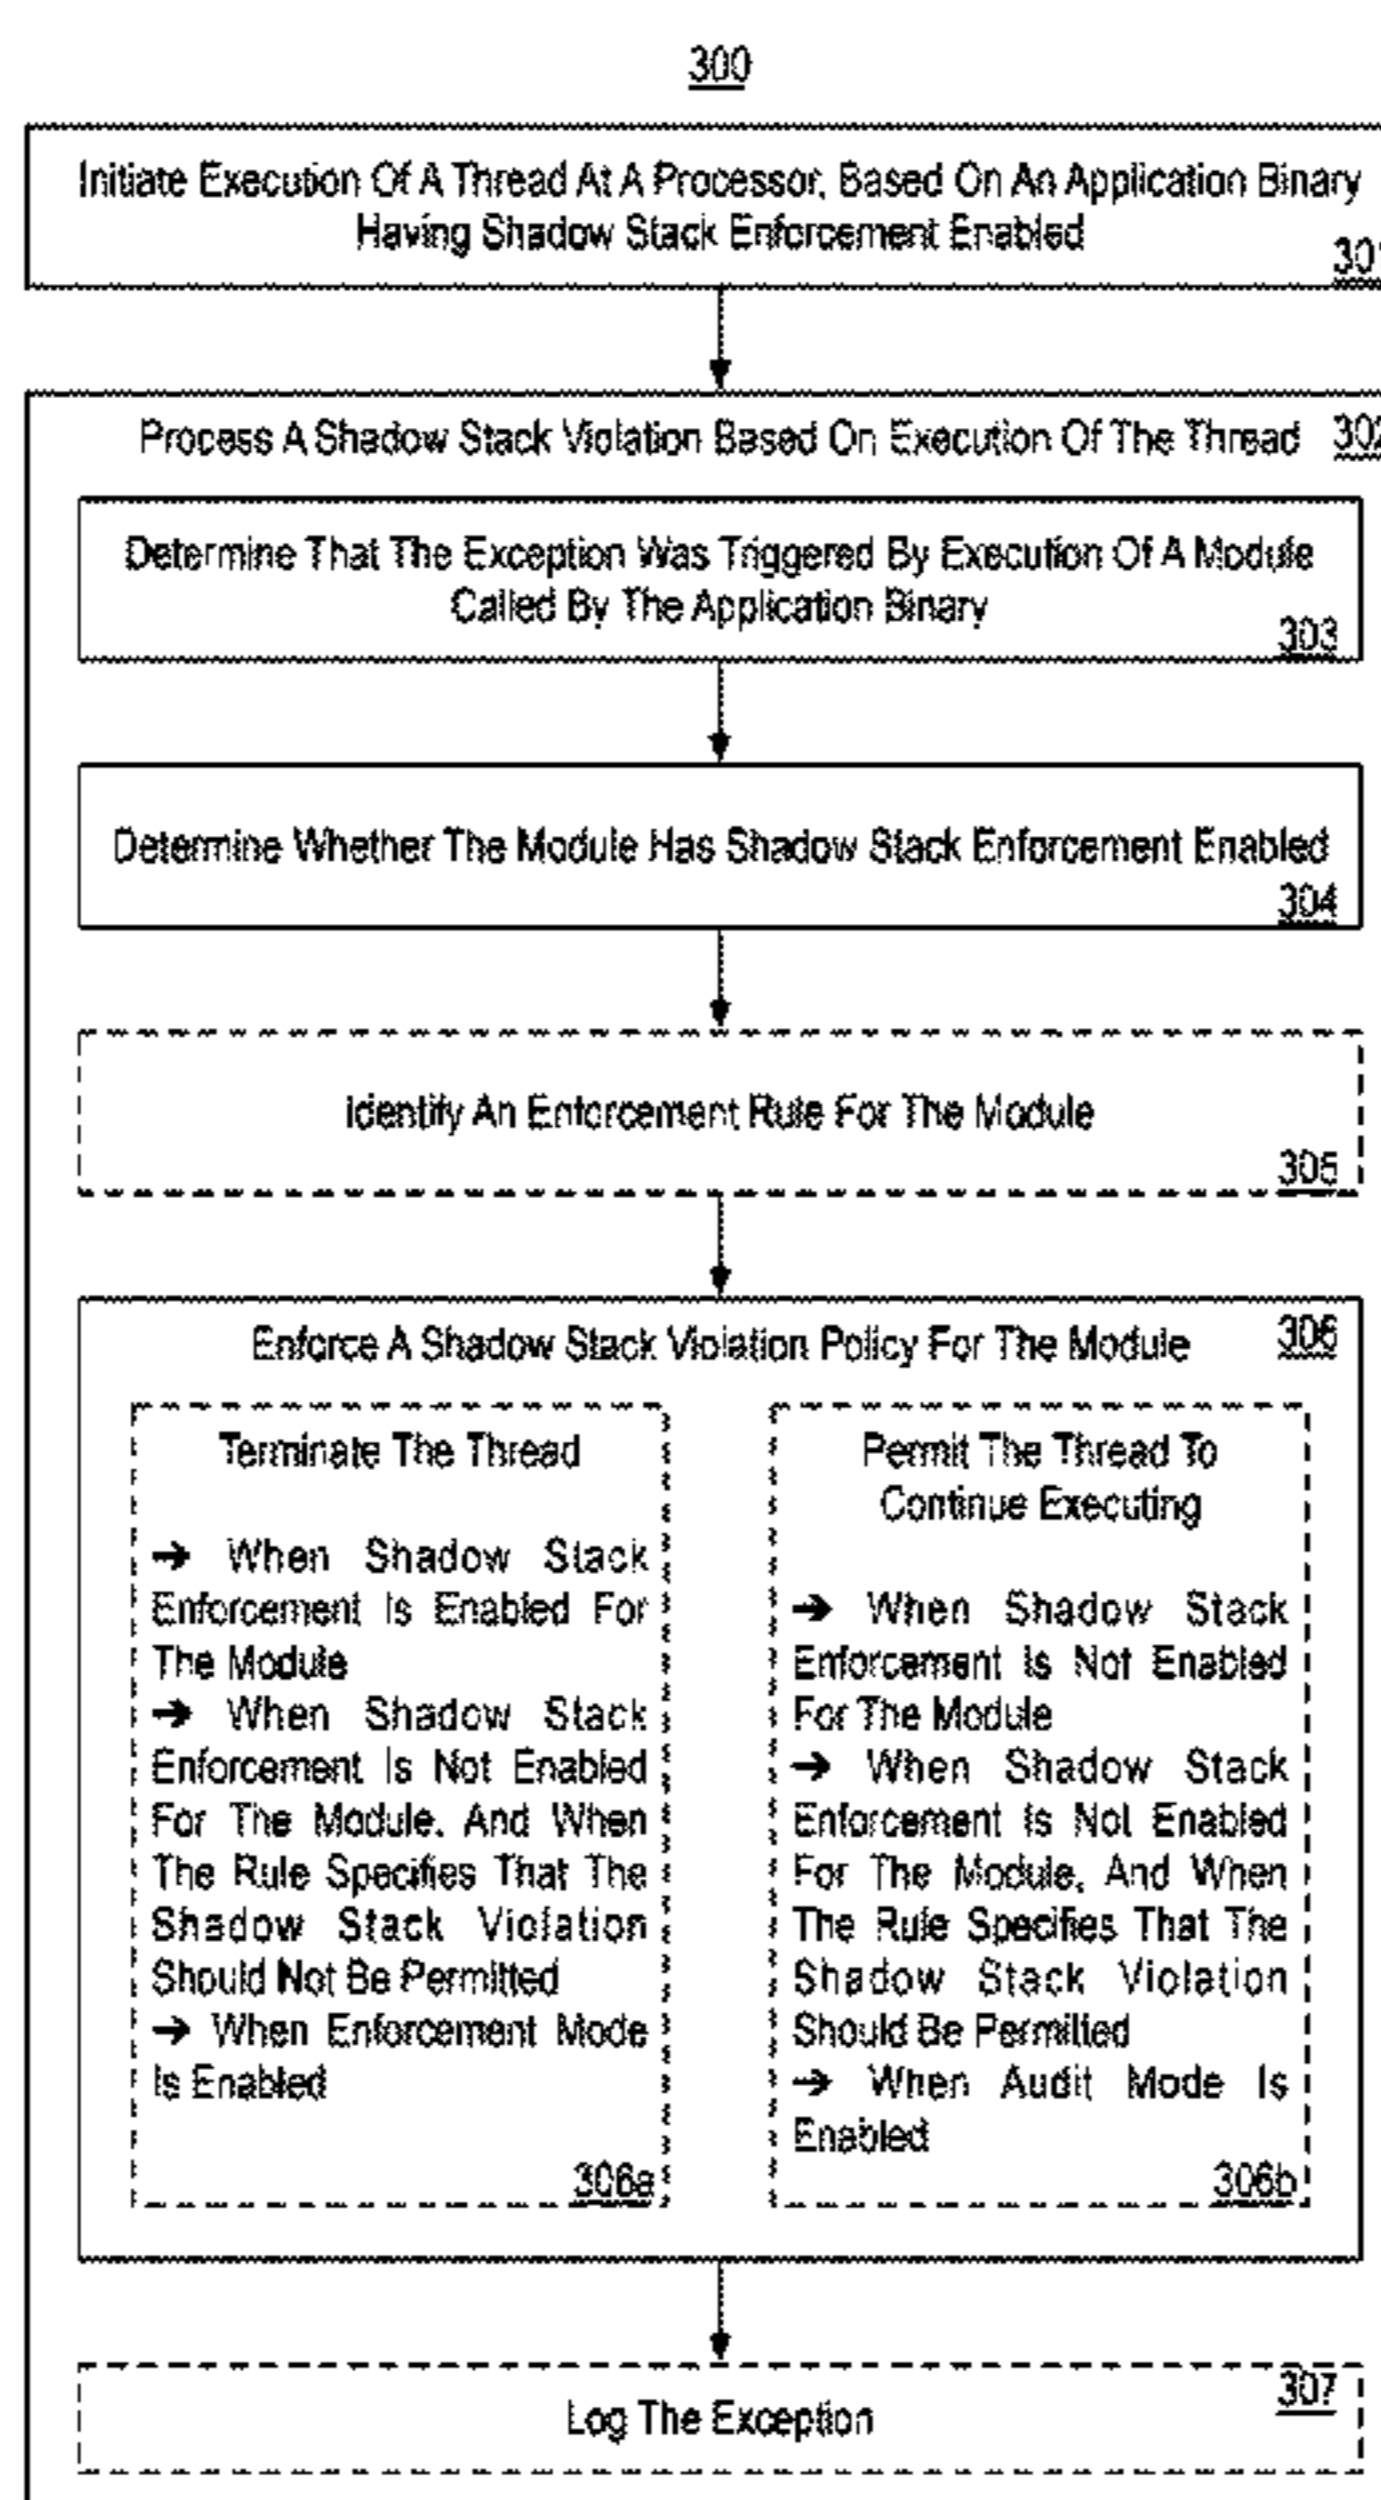 300
Initiate Execution Of A Thread At A Processor, Based On An Application Binary
Having Shadow Stack Enforcement Enabled
301
Process A Shadow Stack Violation Based On Execution Of The Thread 302
Determine That The Exception Was Triggered By Execution Of A Module
Called By The Application Binary
303
Determine Whether The Module Has Shadow Stack Enforcement Enabled
304
Identify An Enforcement Rule For The Module
305
Enforce A Shadow Stack Violation Policy For The Module 306
Terminate The Thread
➔ When Shadow Stack
Enforcement Is Enabled For
The Module
➔ When Shadow Stack
Enforcement Is Not Enabled
For The Module, And When
The Rule Specifies That The
Shadow Stack Violation
Should Not Be Permitted
➔ When Enforcement Mode
Is Enabled
306a
Permit The Thread To
Continue Executing
➔ When Shadow Stack
Enforcement Is Not Enabled
For The Module
➔ When Shadow Stack
Enforcement Is Not Enabled
For The Module, And When
The Rule Specifies That The
Shadow Stack Violation
Should Be Permitted
➔ When Audit Mode Is
Enabled
306b
307
Log The Exception